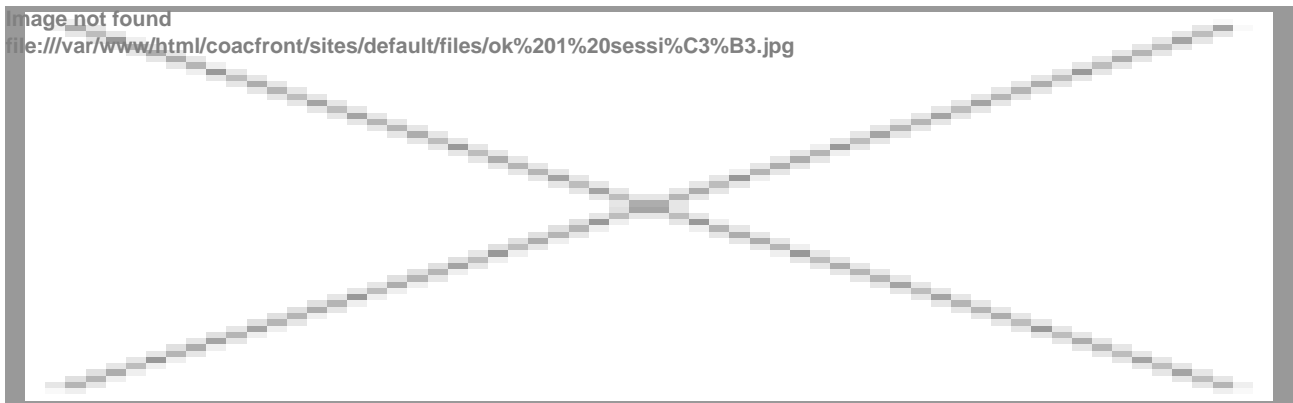 Image not found
file:///var/www/html/coacfront/sites/default/files/ok%201%20sessi%C3%B3.jpg